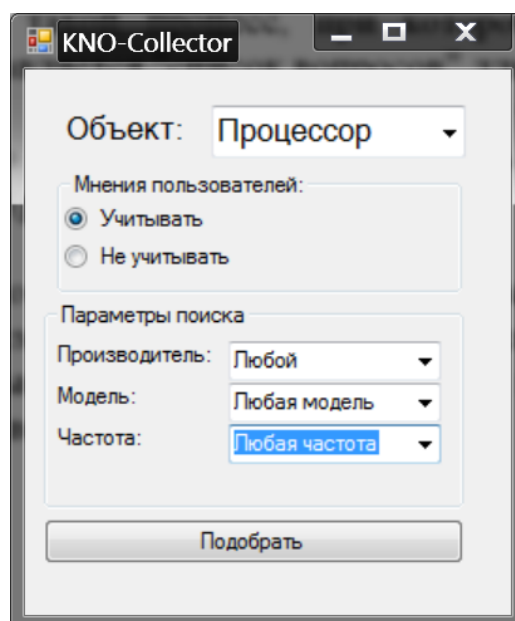 KNO-Collector
Объект: Процессор
Мнения пользователей:
Учитывать
Не учитывать
Параметры поиска
Производитель: Любой
Модель: Любая модель
Частота: Любая частота
Подобрать